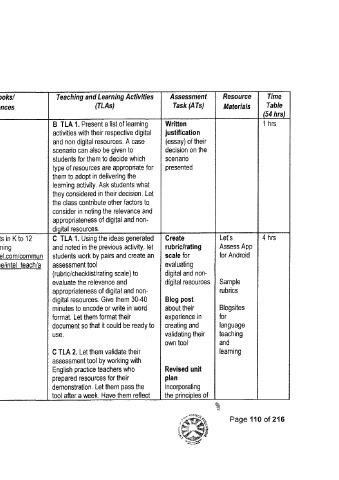 ooks/ Teaching and Learning Activities Assessment Resource Time
nces (TLAs) Task (ATs) Materials Table
(54 hrs)
B TLA 1. Present a list of learning
activities with their respective digital
and non digital resources. A case
scenario can also be given to
students for them to decide which
type of resources are appropriate for
them to adopt in delivering the
learning activity. Ask students what
they considered in their decision. Let
the class contribute other factors to
consider in noting the relevance and
appropriateness of digital and non-
digital resources.
Written
justification
(essay) of their
decision on the
scenario
presented
1 hrs
ts in K to 12
ning
el.com/commun
e/intel_teach/a
C TLA 1. Using the ideas generated
and noted in the previous activity, let
students work by pairs and create an
assessment tool
(rubric/checklist/rating scale) to
evaluate the relevance and
appropriateness of digital and non-
digital resources. Give them 30-40
minutes to encode or write in word
format. Let them format their
document so that it could be ready to
use.
C TLA 2. Let them validate their
assessment tool by working with
English practice teachers who
prepared resources for their
demonstration. Let them pass the
tool after a week. Have them reflect
Create
rubric/rating
scale for
evaluating
digital and non-
digital resources
Blog post
about their
experience in
creating and
validating their
own tool
Revised unit
plan
Incorporating
the principles of
Let's
Assess App
for Android
Sample
rubrics
Blogsites
for
language
teaching
and
learning
4 hrs
Page 110 of 216